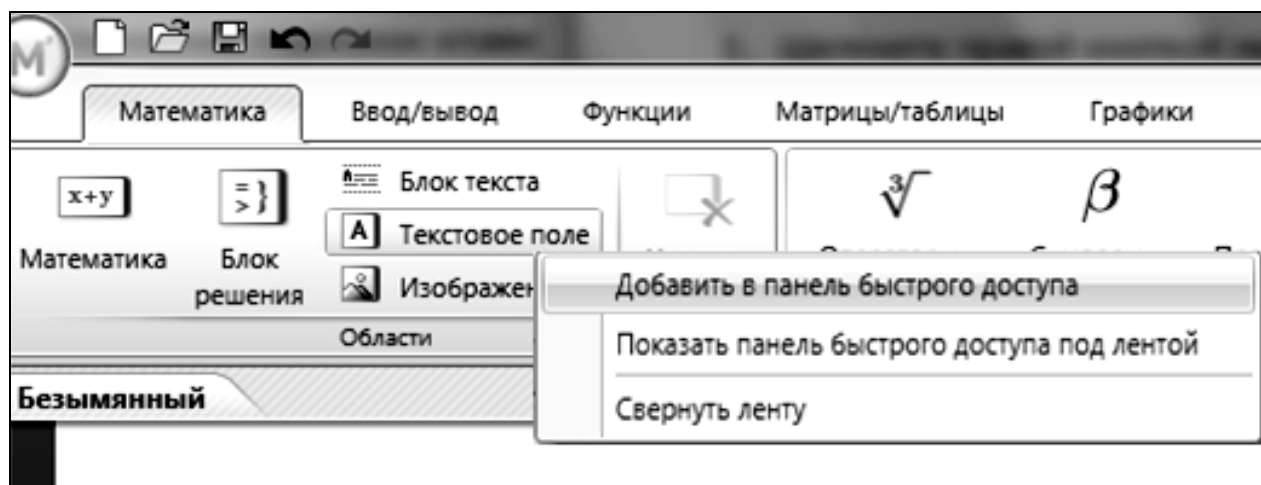 Математика Ввод/вывод Функции Матрицы/таблицы Графики
x+y
= }
> }
Блок текста
A Текстовое поле
∛ β
Математика Блок
решения
Изображен
Добавить в панель быстрого доступа
Области
Показать панель быстрого доступа под лентой
Безымянный
Свернуть ленту